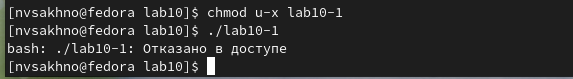 [nvsakhno@fedora lab10]$ chmod u-x lab10-1
[nvsakhno@fedora lab10]$ ./lab10-1
bash: ./lab10-1: Отказано в доступе
[nvsakhno@fedora lab10]$